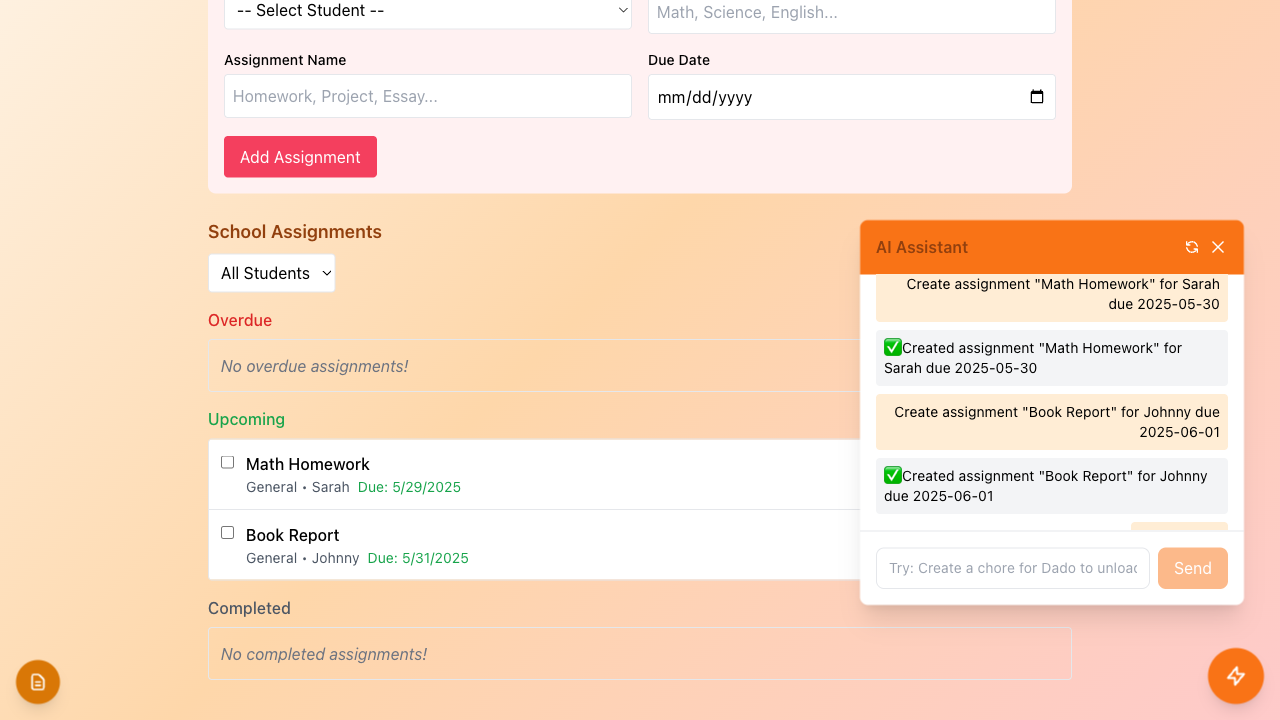 -- Select Student --
Math, Science, English...
Assignment Name
Due Date
Homework, Project, Essay...
mm/dd/yyyy
Add Assignment
School Assignments
All Students
Overdue
No overdue assignments!
Upcoming
Math Homework
General • Sarah Due: 5/29/2025
Book Report
General • Johnny Due: 5/31/2025
Completed
No completed assignments!
AI Assistant
Create assignment "Math Homework" for Sarah
due 2025-05-30
✅Created assignment "Math Homework" for
Sarah due 2025-05-30
Create assignment "Book Report" for Johnny due
2025-06-01
✅Created assignment "Book Report" for Johnny
due 2025-06-01
Try: Create a chore for Dado to unload
Send